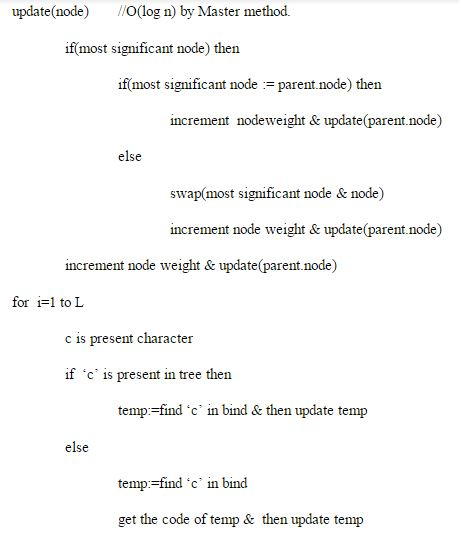 update(node) //O(log n) by Master method.
if(most significant node) then
if(most significant node := parent.node) then
increment nodeweight & update(parent.node)
else
swap(most significant node & node)
increment node weight & update(parent.node)
increment node weight & update(parent.node)
for i=1 to L
c is present character
if ‘c’ is present in tree then
temp:=find ‘c’ in bind & then update temp
else
temp:=find ‘c’ in bind
get the code of temp & then update temp